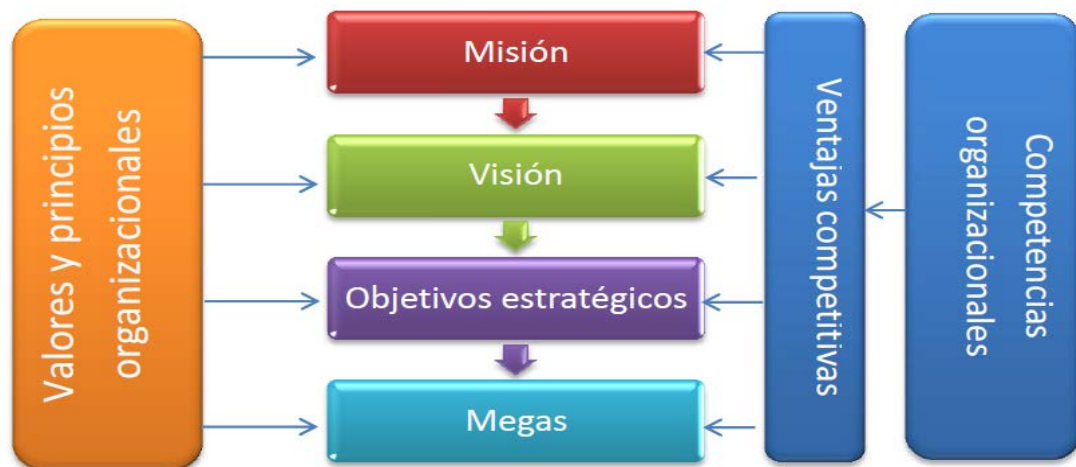 Valores y principios
organizacionales
Misión
Visión
Objetivos estratégicos
Megas
Ventajas competitivas
Competencias
organizacionales